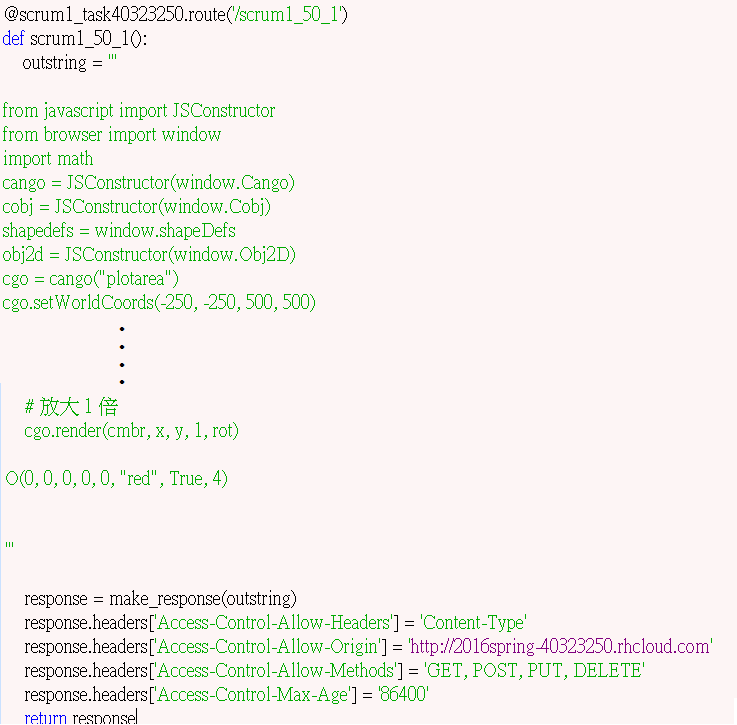 @scrum1_task40323250.route('/scrum1_50_1')
def scrum1_50_1():
    outstring = '''

from javascript import JSConstructor
from browser import window
import math
cango = JSConstructor(window.Cango)
cobj = JSConstructor(window.Cobj)
shapedefs = window.shapeDefs
obj2d = JSConstructor(window.Obj2D)
cgo = cango("plotarea")
cgo.setWorldCoords(-250, -250, 500, 500)
.
.
.
.
    # 放大 1 倍
    cgo.render(cmbr, x, y, 1, rot)

O(0, 0, 0, 0, 0, "red", True, 4)

'''

    response = make_response(outstring)
    response.headers['Access-Control-Allow-Headers'] = 'Content-Type'
    response.headers['Access-Control-Allow-Origin'] = 'http://2016spring-40323250.rhcloud.com'
    response.headers['Access-Control-Allow-Methods'] = 'GET, POST, PUT, DELETE'
    response.headers['Access-Control-Max-Age'] = '86400'
    return response